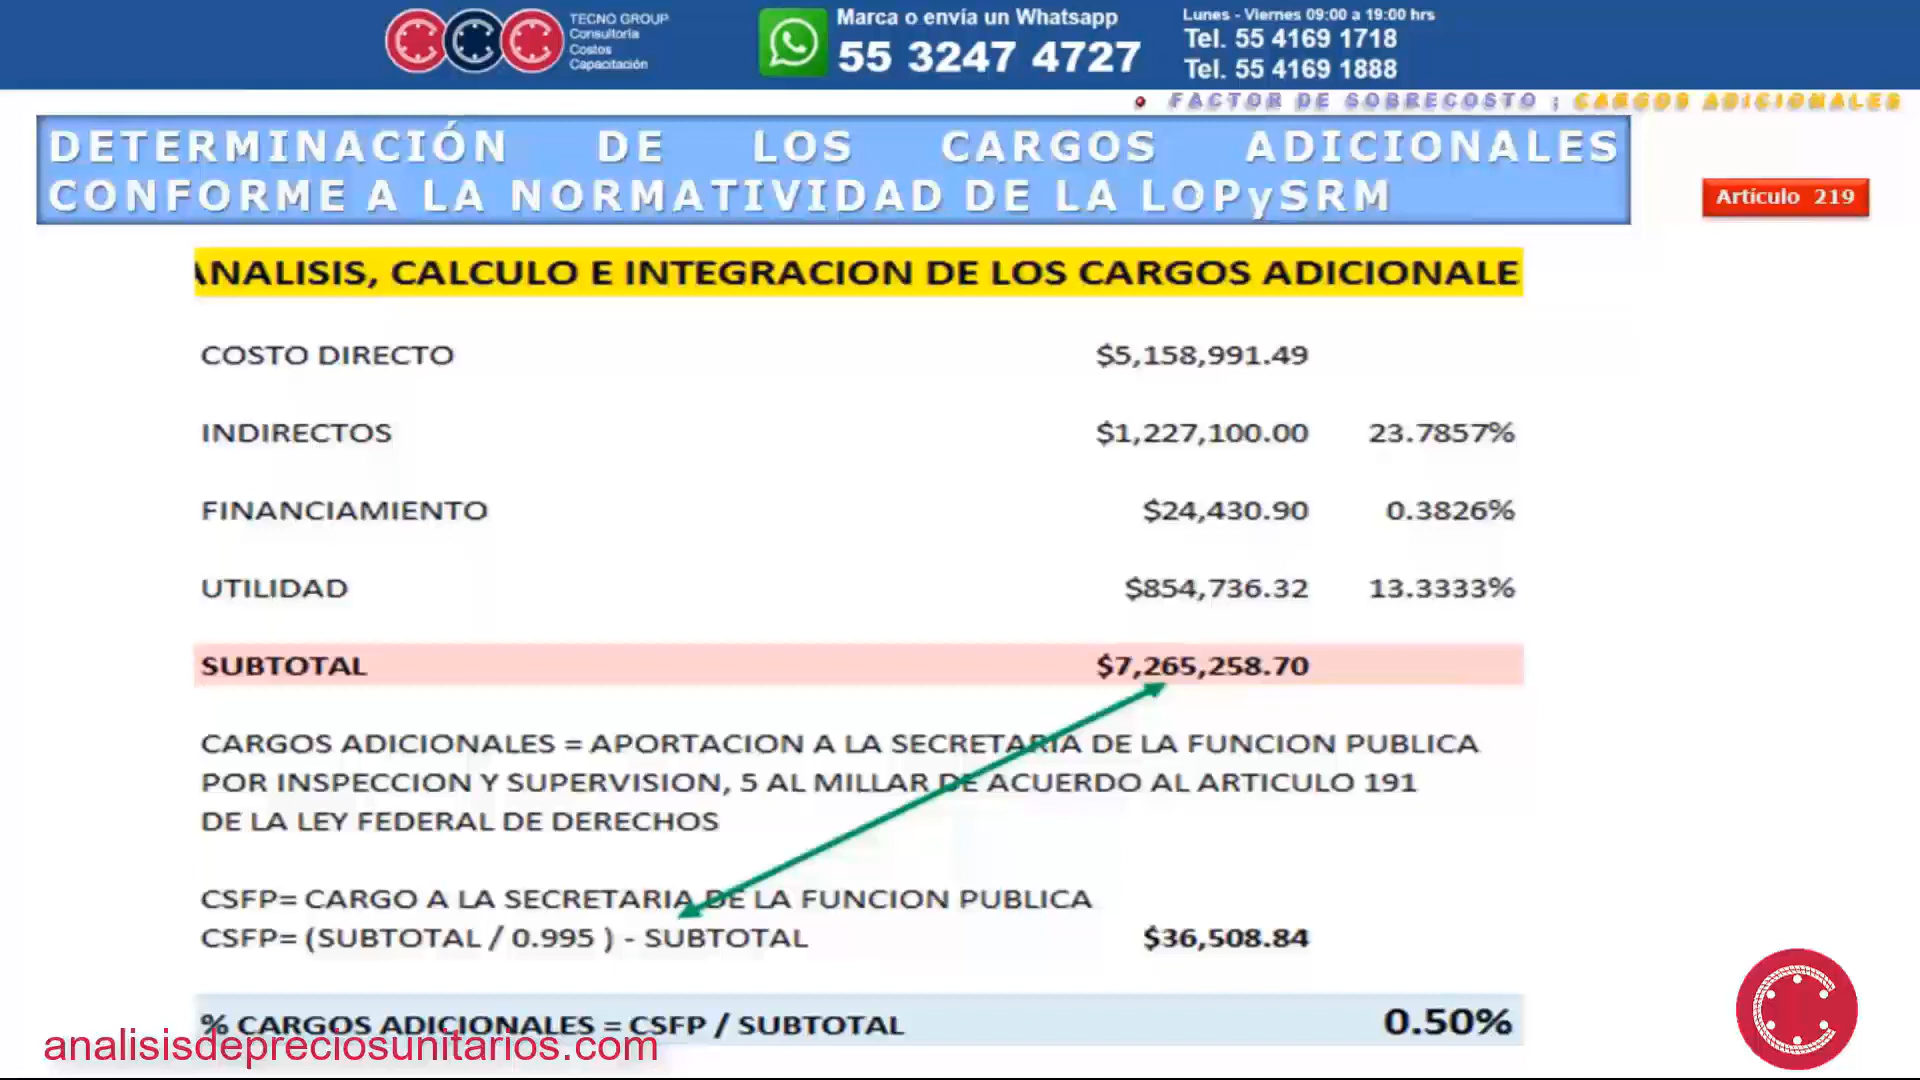 TECNO GROUP
Consultoría
Costos
Capacitación
Marca o envía un Whatsapp
55 3247 4727
Lunes - Viernes 09:00 a 19:00 hrs
Tel. 55 4169 1718
Tel. 55 4169 1888
FACTOR DE SOBRECOSTO ; CARGOS ADICIONALES
DETERMINACIÓN DE LOS CARGOS ADICIONALES
CONFORME A LA NORMATIVIDAD DE LA LOPySRM
Artículo 219
ANALISIS, CALCULO E INTEGRACION DE LOS CARGOS ADICIONALE
COSTO DIRECTO $5,158,991.49
INDIRECTOS $1,227,100.00 23.7857%
FINANCIAMIENTO $24,430.90 0.3826%
UTILIDAD $854,736.32 13.3333%
SUBTOTAL $7,265,258.70
CARGOS ADICIONALES = APORTACION A LA SECRETARIA DE LA FUNCION PUBLICA
POR INSPECCION Y SUPERVISION, 5 AL MILLAR DE ACUERDO AL ARTICULO 191
DE LA LEY FEDERAL DE DERECHOS
CSFP= CARGO A LA SECRETARIA DE LA FUNCION PUBLICA
CSFP= (SUBTOTAL / 0.995 ) - SUBTOTAL $36,508.84
% CARGOS ADICIONALES = CSFP / SUBTOTAL 0.50%
analisisdepreciosunitarios.com